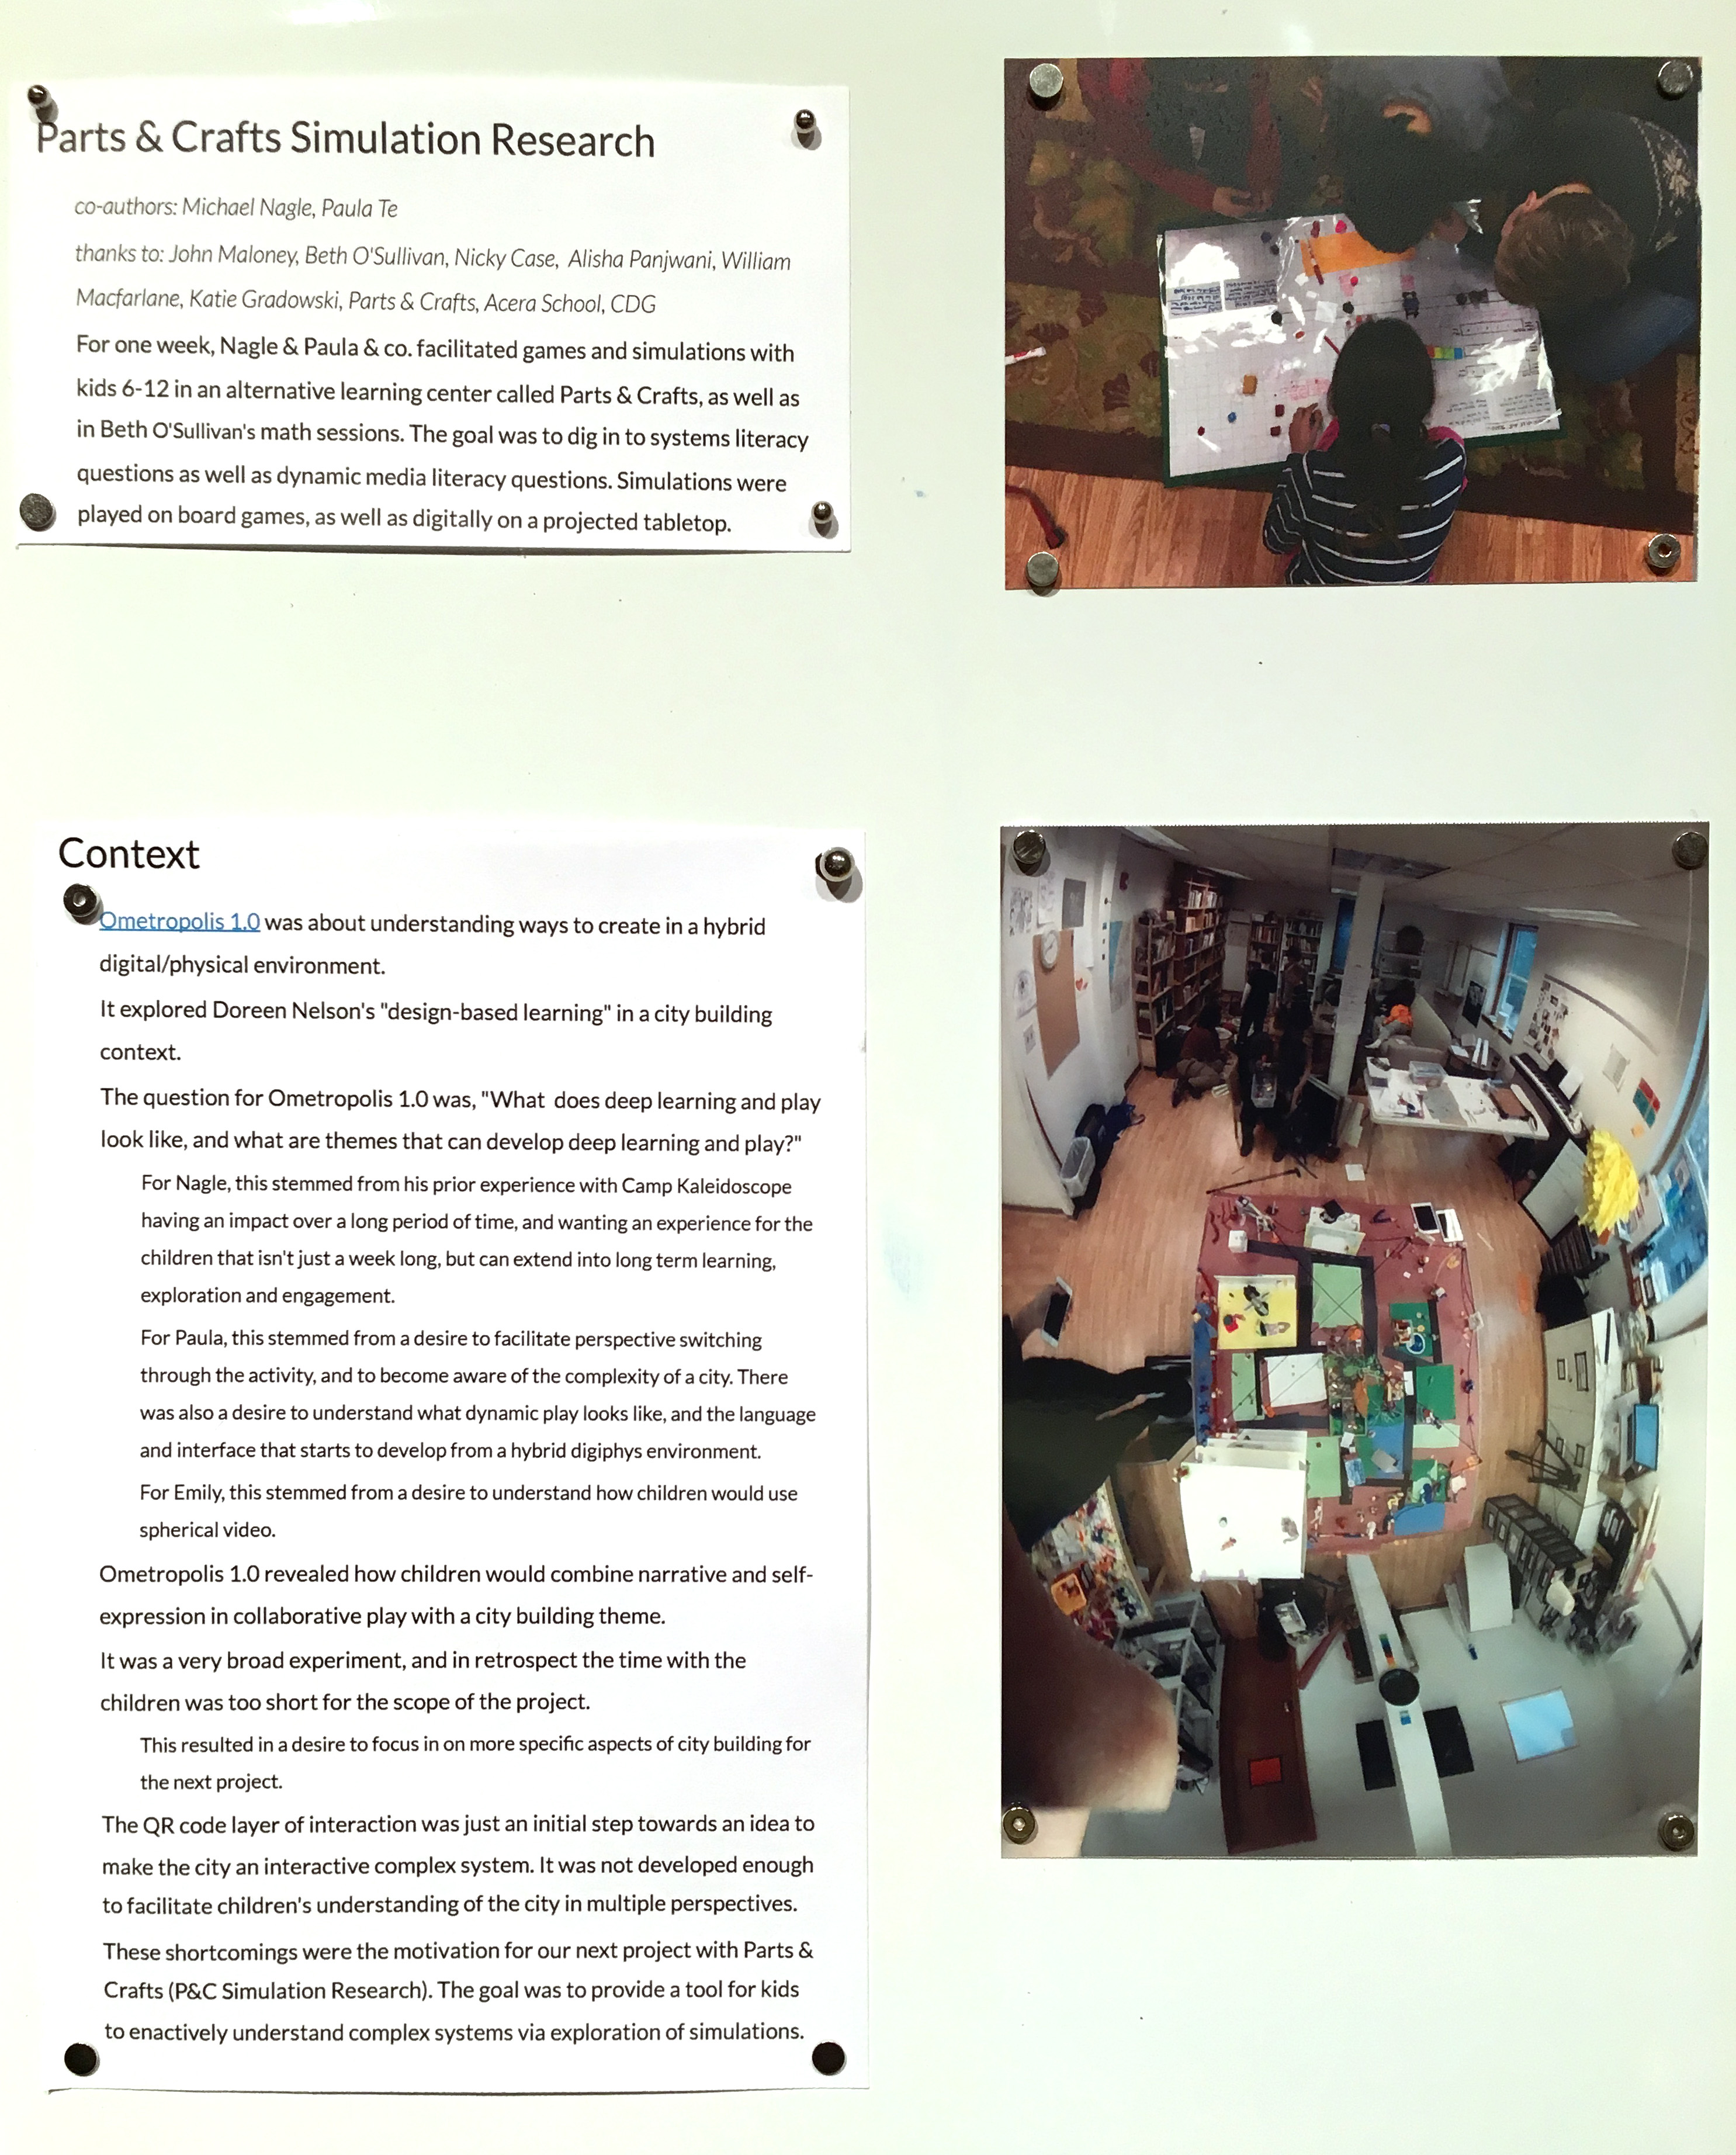 Parts & Crafts Simulation Research
co-authors: Michael Nagle, Paula Te
thanks to: John Maloney, Beth O'Sullivan, Nicky Case, Alisha Panjwani, William
Macfarlane, Katie Gradowski, Parts & Crafts, Acera School, CDG
For one week, Nagle & Paula & co. facilitated games and simulations with
kids 6-12 in an alternative learning center called Parts & Crafts, as well as
in Beth O'Sullivan's math sessions. The goal was to dig in to systems literacy
questions as well as dynamic media literacy questions. Simulations were
played on board games, as well as digitally on a projected tabletop.
Context
Ometropolis 1.0 was about understanding ways to create in a hybrid
digital/physical environment.
It explored Doreen Nelson's "design-based learning" in a city building
context.
The question for Ometropolis 1.0 was, "What does deep learning and play
look like, and what are themes that can develop deep learning and play?"
For Nagle, this stemmed from his prior experience with Camp Kaleidoscope
having an impact over a long period of time, and wanting an experience for the
children that isn't just a week long, but can extend into long term learning,
exploration and engagement.
For Paula, this stemmed from a desire to facilitate perspective switching
through the activity, and to become aware of the complexity of a city. There
was also a desire to understand what dynamic play looks like, and the language
and interface that starts to develop from a hybrid digiphys environment.
For Emily, this stemmed from a desire to understand how children would use
spherical video.
Ometropolis 1.0 revealed how children would combine narrative and self-
expression in collaborative play with a city building theme.
It was a very broad experiment, and in retrospect the time with the
children was too short for the scope of the project.
This resulted in a desire to focus in on more specific aspects of city building for
the next project.
The QR code layer of interaction was just an initial step towards an idea to
make the city an interactive complex system. It was not developed enough
to facilitate children's understanding of the city in multiple perspectives.
These shortcomings were the motivation for our next project with Parts &
Crafts (P&C Simulation Research). The goal was to provide a tool for kids
to enactively understand complex systems via exploration of simulations.